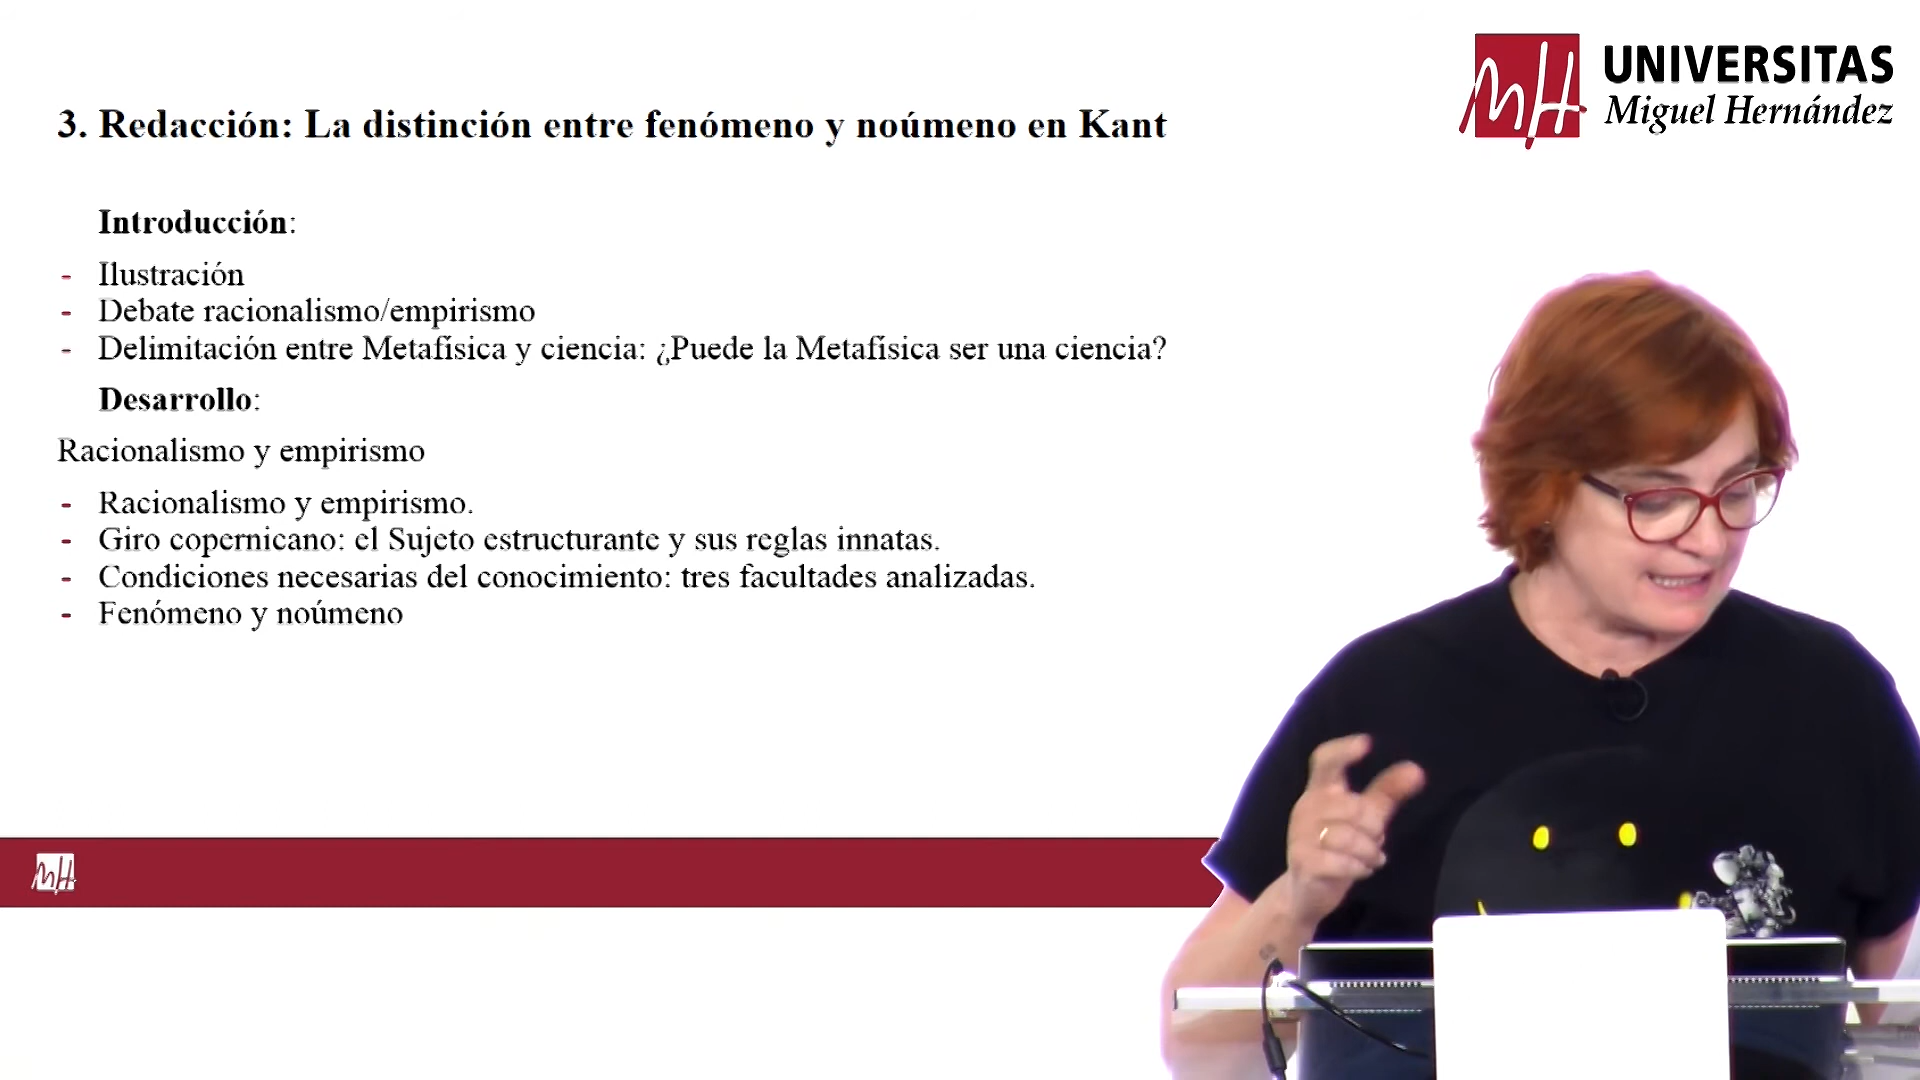 UNIVERSITAS
Miguel Hernández
3. Redacción: La distinción entre fenómeno y noúmeno en Kant
Introducción:
- Ilustración
- Debate racionalismo/empirismo
- Delimitación entre Metafísica y ciencia: ¿Puede la Metafísica ser una ciencia?
Desarrollo:
Racionalismo y empirismo
- Racionalismo y empirismo.
- Giro copernicano: el Sujeto estructurante y sus reglas innatas.
- Condiciones necesarias del conocimiento: tres facultades analizadas.
- Fenómeno y noúmeno